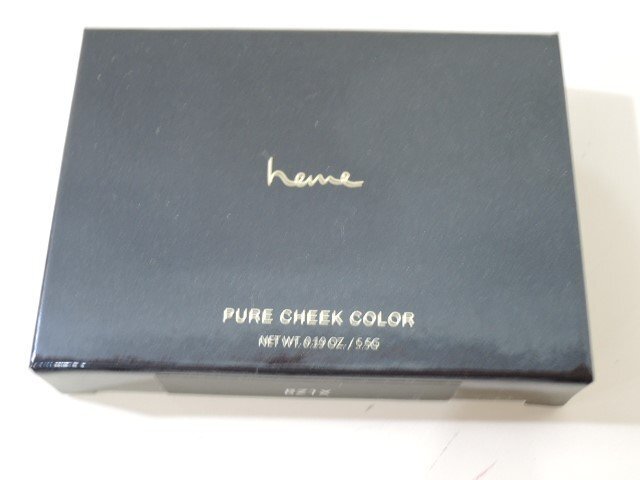 heme
PURE CHEEK COLOR
NET WT. 0.19 OZ. / 5.5G